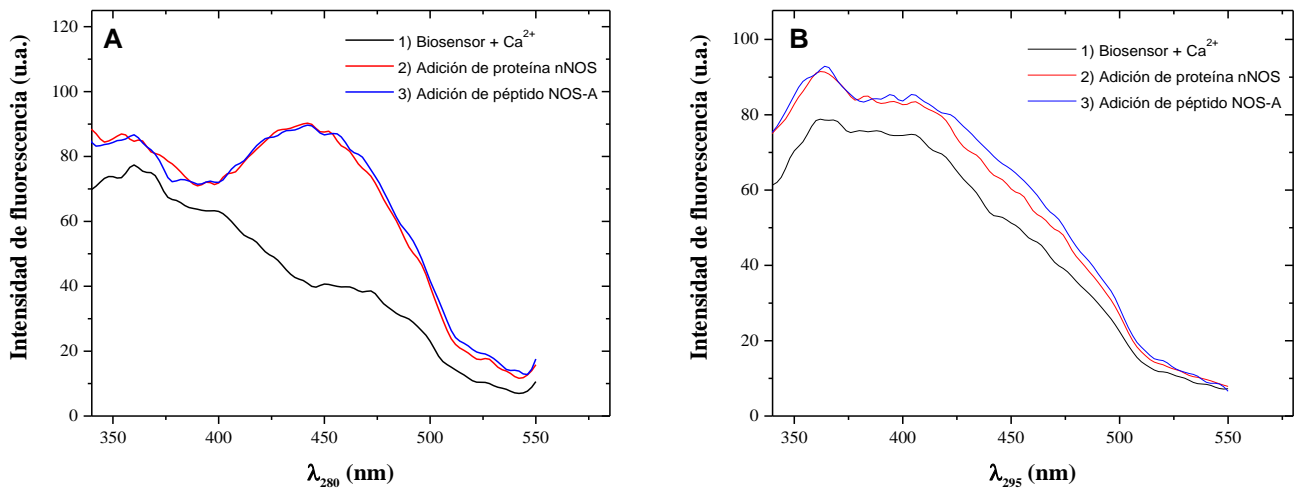 A
1) Biosensor + Ca2+
2) Adición de proteína nNOS
3) Adición de péptido NOS-A
Intensidad de fluorescencia (u.a.)
120
100
80
60
40
20
0
350 400 450 500 550
λ280 (nm)
B
1) Biosensor + Ca2+
2) Adición de proteína nNOS
3) Adición de péptido NOS-A
Intensidad de fluorescencia (u.a.)
100
80
60
40
20
0
350 400 450 500 550
λ295 (nm)